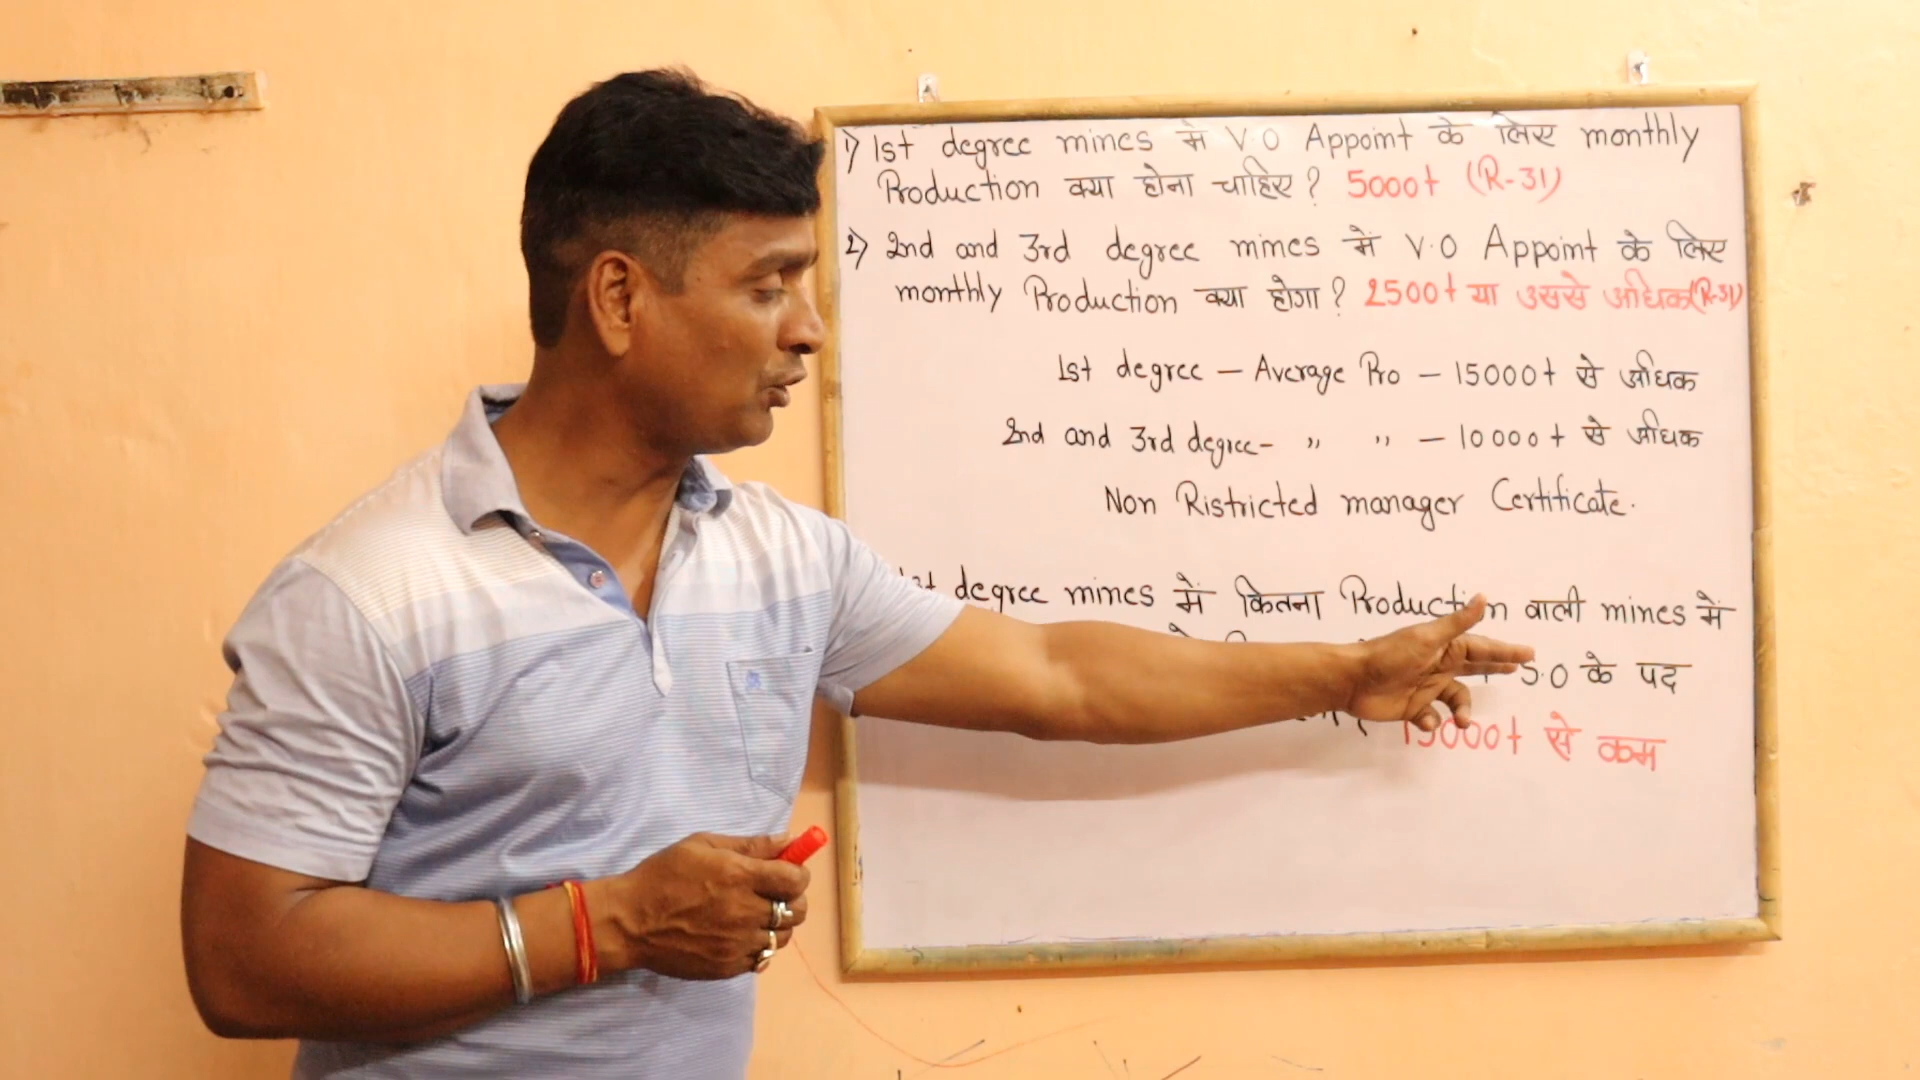 1) 1st degree mines में V.O Appoint के लिए monthly
Production क्या होना चाहिए? 5000t (R-31)
2) 2nd and 3rd degree mines में V.O Appoint के लिए
monthly Production क्या होगा? 2500t या उससे अधिक (R-31)
1st degree – Average Pro – 15000t से अधिक
2nd and 3rd degree – ,, ,, – 10000t से अधिक
Non Ristricted manager Certificate.
degree mines में कितना Production वाली mines में
S.O के पद
15000t से कम